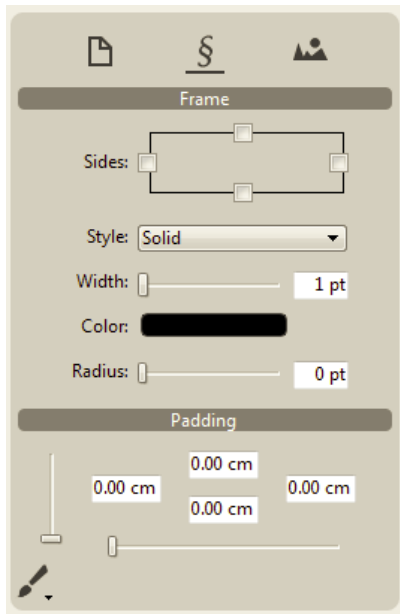 §
Frame
Sides:
Style: Solid
Width: 1 pt
Color:
Radius: 0 pt
Padding
0.00 cm
0.00 cm 0.00 cm
0.00 cm